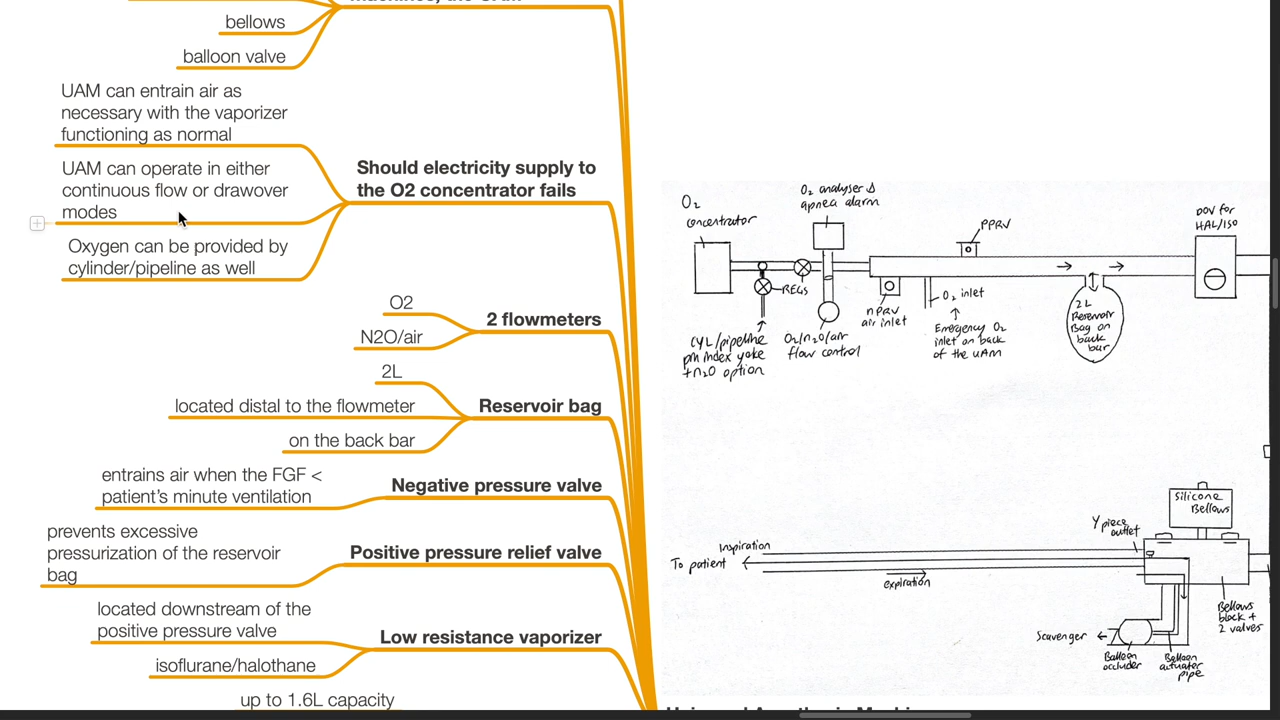 bellows
balloon valve
UAM can entrain air as
necessary with the vaporizer
functioning as normal
UAM can operate in either
continuous flow or drawover
modes
Oxygen can be provided by
cylinder/pipeline as well
Should electricity supply to
the O2 concentrator fails
O2
N2O/air
2 flowmeters
2L
located distal to the flowmeter
on the back bar
Reservoir bag
entrains air when the FGF <
patient's minute ventilation
Negative pressure valve
prevents excessive
pressurization of the reservoir
bag
Positive pressure relief valve
located downstream of the
positive pressure valve
isoflurane/halothane
Low resistance vaporizer
up to 1.6L capacity
O2
concentrator
O2 analyser Δ
apnea alarm
PPRV
DOV for
HAL/ISO
REGS
CYL/pipeline
pin index yoke
+N2O option
O2/N2O/air
flow control
NPRV
air inlet
O2 inlet
Emergency O2
inlet on back
of the UAM
2L
Reservoir
Bag on
back
bar
Silicone
Bellows
Y piece
outlet
Inspiration
To patient
expiration
Bellows
block +
2 valves
Scavenger
Balloon
occluder
Balloon
actuator
pipe